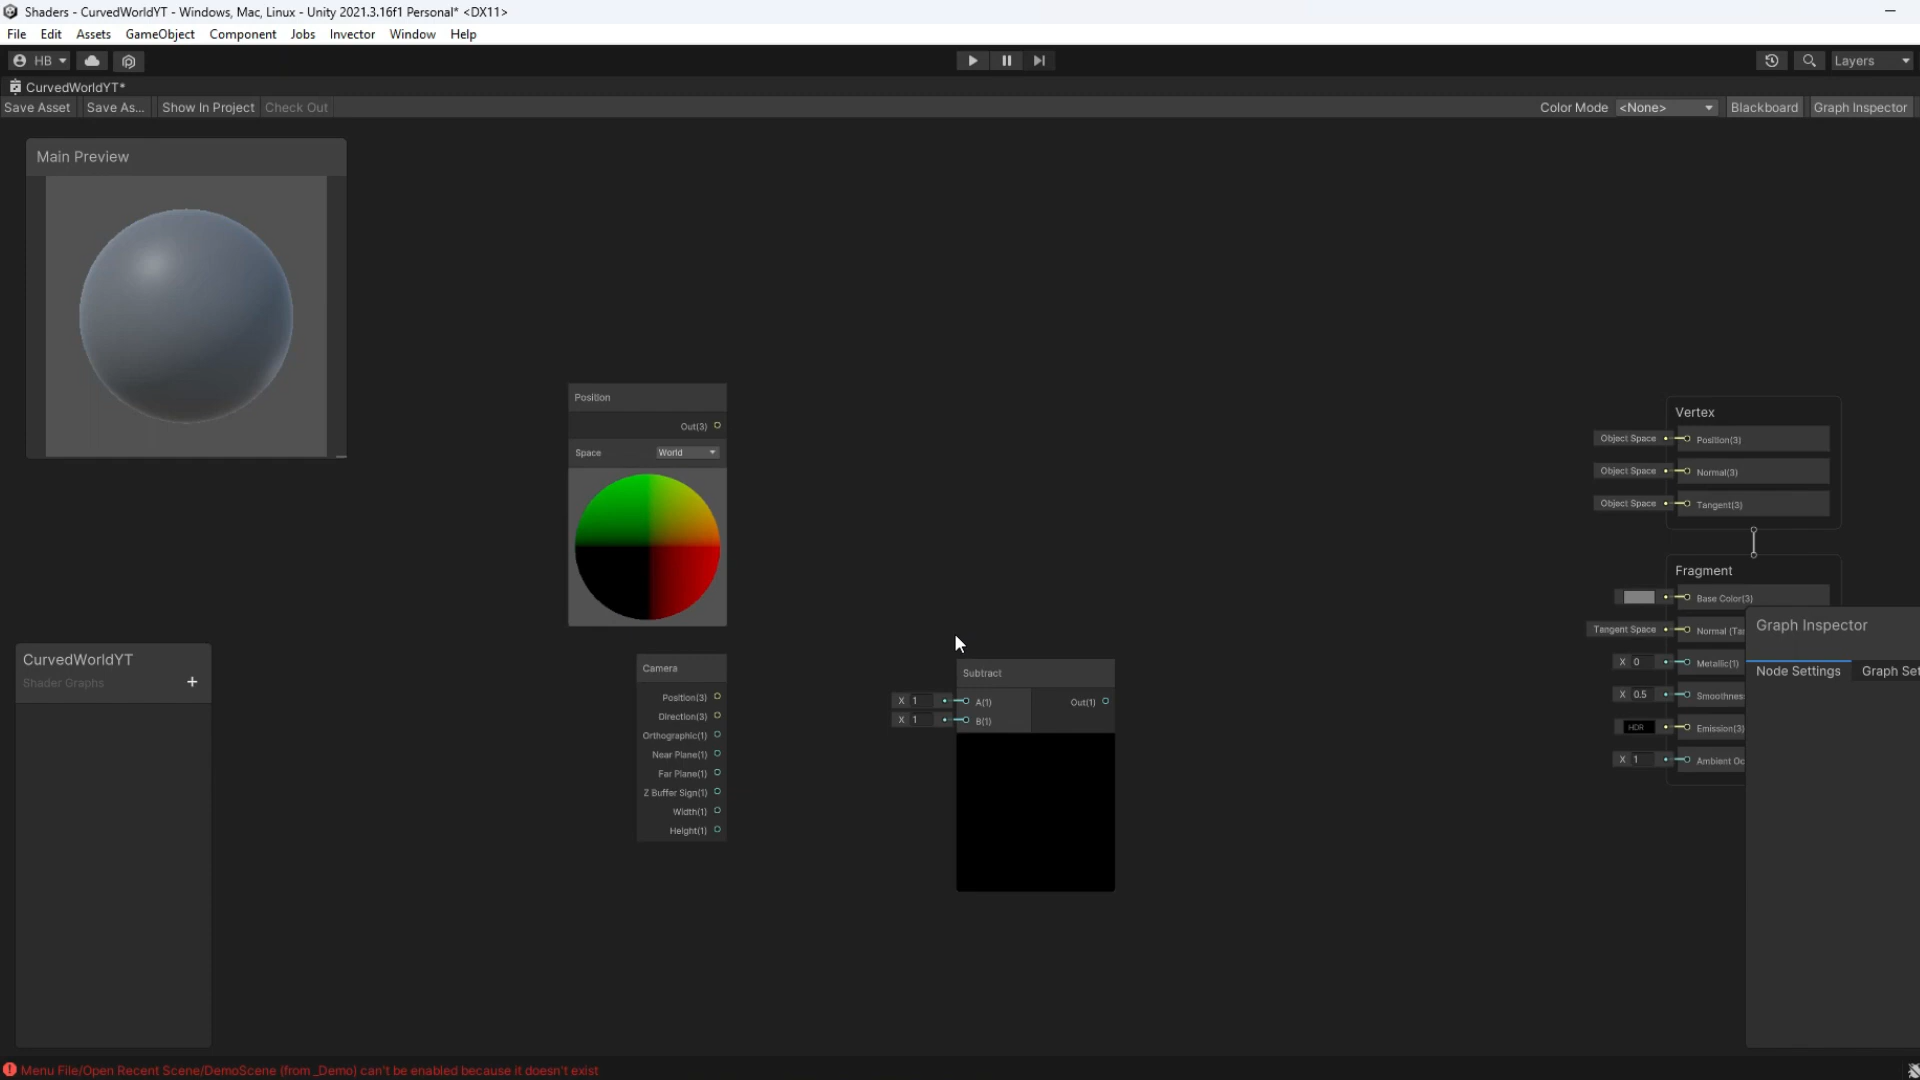 Shaders - CurvedWorldYT - Windows, Mac, Linux - Unity 2021.3.16f1 Personal* <DX11>
File Edit Assets GameObject Component Jobs Invector Window Help
HB Layers
CurvedWorldYT*
Save Asset Save As... Show In Project Check Out Color Mode <None> Blackboard Graph Inspector
Main Preview
Position
Out(3)
Space World
Camera
Position(3)
Direction(3)
Orthographic(1)
Near Plane(1)
Far Plane(1)
Z Buffer Sign(1)
Width(1)
Height(1)
Subtract
X 1 A(1) Out(1)
X 1 B(1)
Vertex
Object Space Position(3)
Object Space Normal(3)
Object Space Tangent(3)
Fragment
Base Color(3)
Tangent Space Normal (Ta
X 0 Metallic(1)
X 0.5 Smoothnes
HDR Emission(3)
X 1 Ambient Oc
Graph Inspector
Node Settings Graph Set
CurvedWorldYT
Shader Graphs +
Menu File/Open Recent Scene/DemoScene (from _Demo) can't be enabled because it doesn't exist